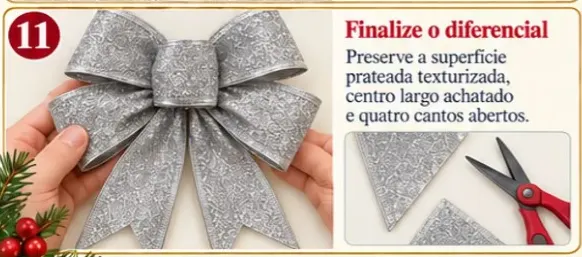 11
Finalize o diferencial
Preserve a superfície
prateada texturizada,
centro largo achatado
e quatro cantos abertos.